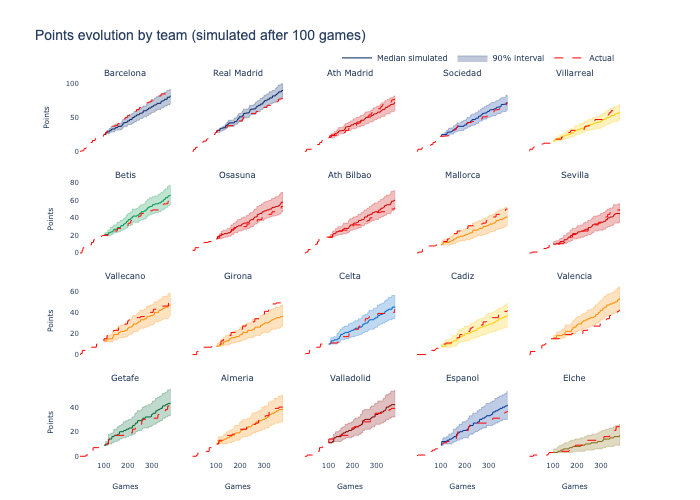 Points evolution by team (simulated after 100 games)
Median simulated 90% interval Actual
Barcelona Real Madrid Ath Madrid Sociedad Villarreal
100
50
0
Points
Betis Osasuna Ath Bilbao Mallorca Sevilla
80
60
40
20
0
Points
Vallecano Girona Celta Cadiz Valencia
60
40
20
0
Points
Getafe Almeria Valladolid Espanol Elche
40
20
0
Points
100 200 300 100 200 300 100 200 300 100 200 300 100 200 300
Games Games Games Games Games